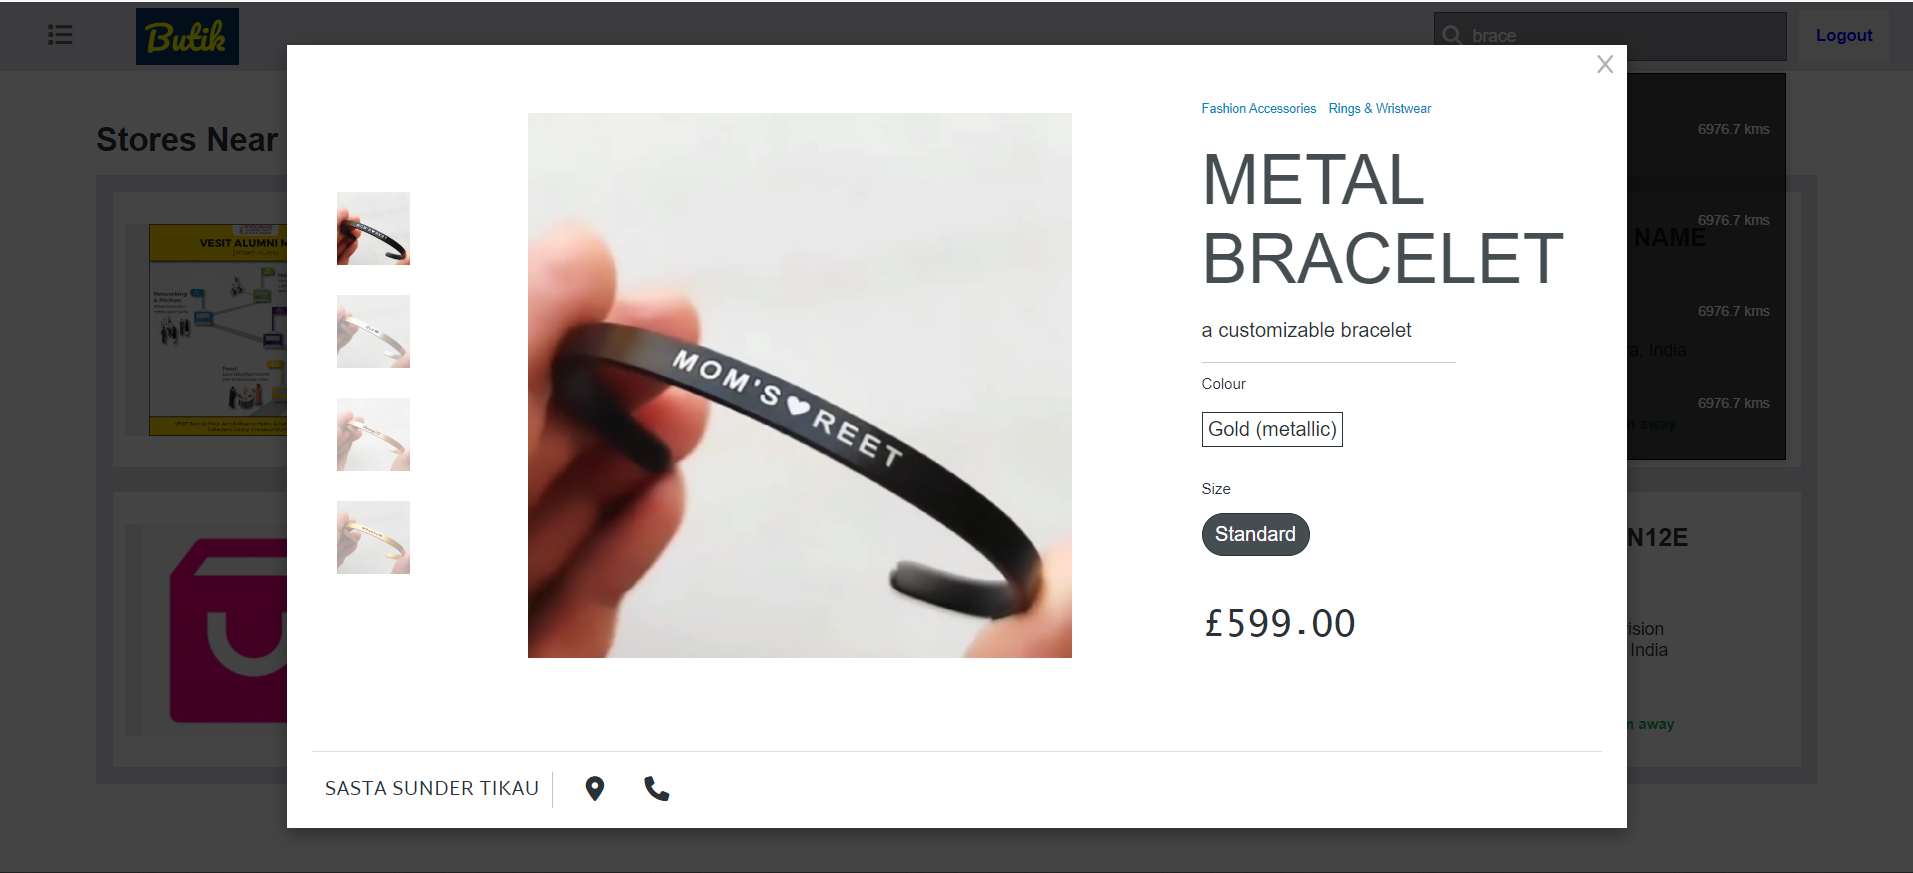 Butik
brace
Logout
X
Stores Near
6976.7 kms
6976.7 kms
NAME
6976.7 kms
a, India
6976.7 kms
away
VESIT ALUMNI M
Networking
Food:
Fashion Accessories Rings & Wristwear
METAL
BRACELET
a customizable bracelet
Colour
Gold (metallic)
Size
Standard
£599.00
MOM'S♥REET
N12E
ision
India
away
SASTA SUNDER TIKAU